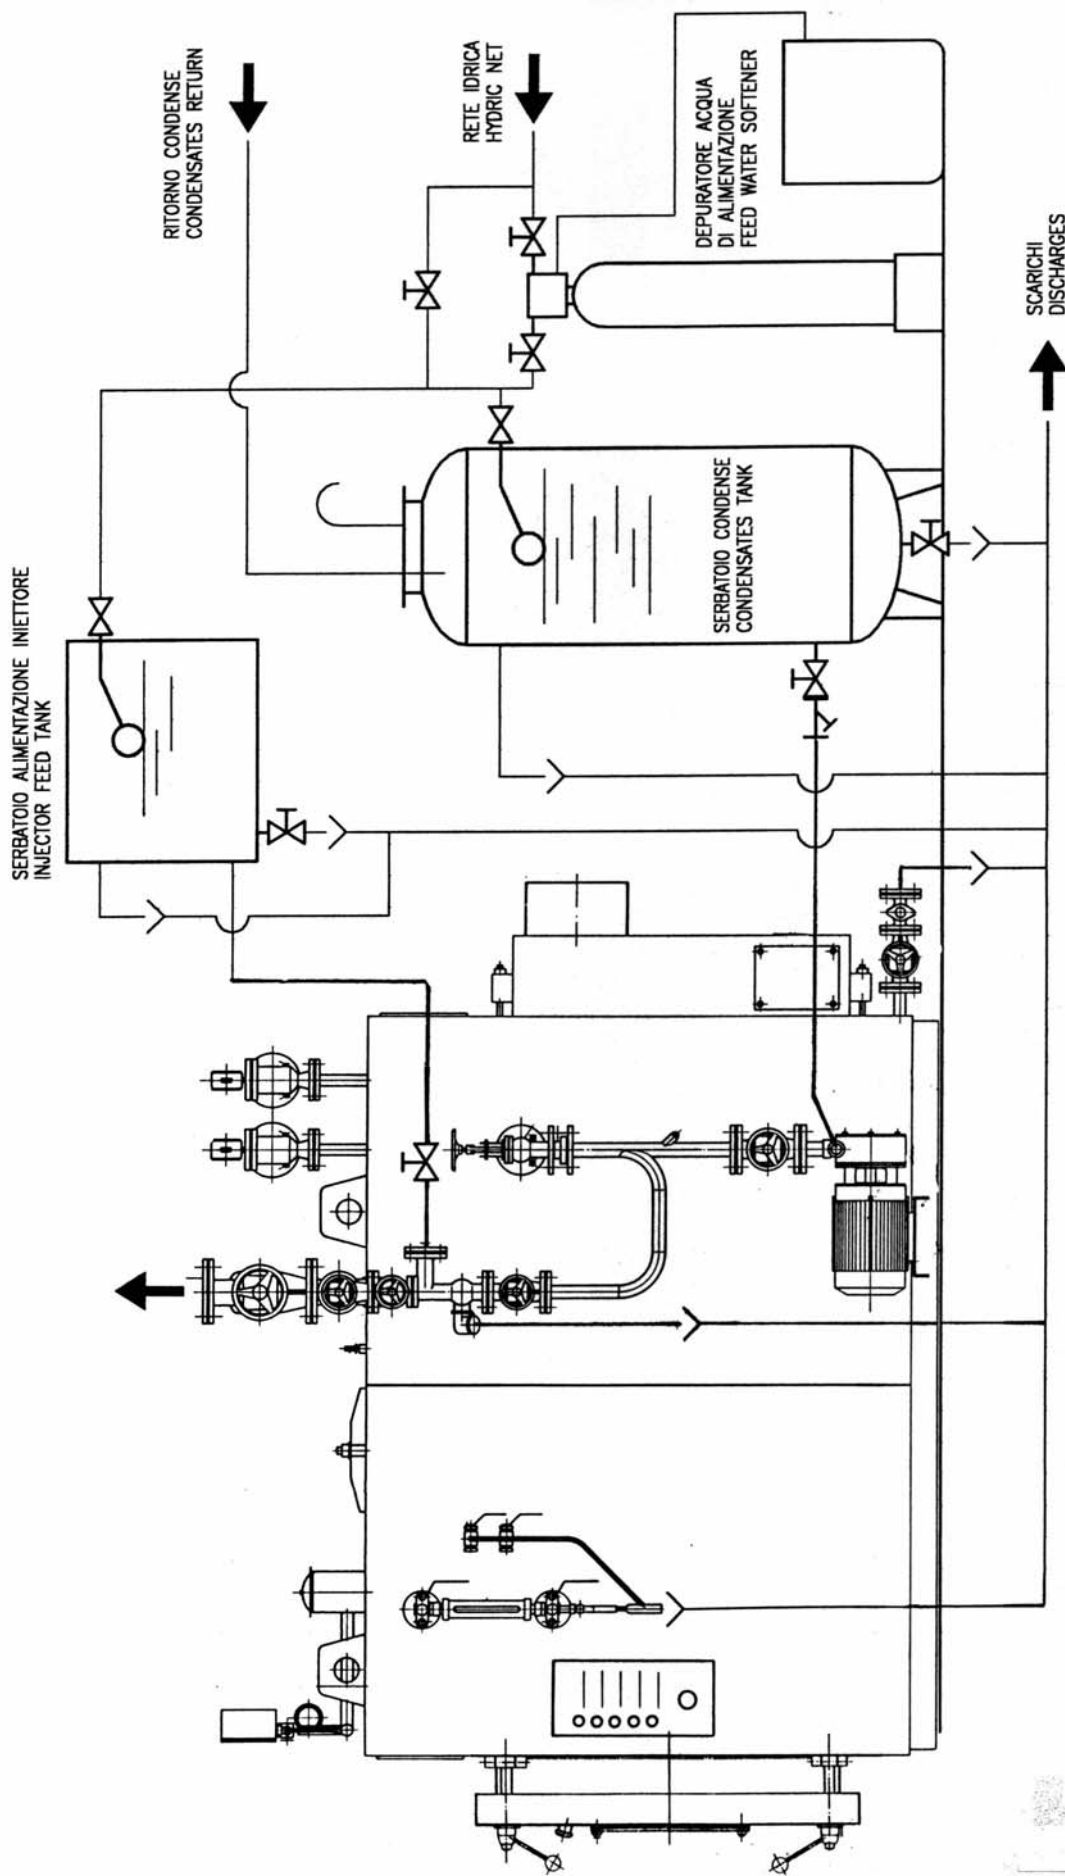 SERBATOIO ALIMENTAZIONE INIETTORE
INJECTOR FEED TANK
RITORNO CONDENSE
CONDENSATES RETURN
RETE IDRICA
HYDRIC NET
DEPURATORE ACQUA
DI ALIMENTAZIONE
FEED WATER SOFTENER
SERBATOIO CONDENSE
CONDENSATES TANK
SCARICHI
DISCHARGES